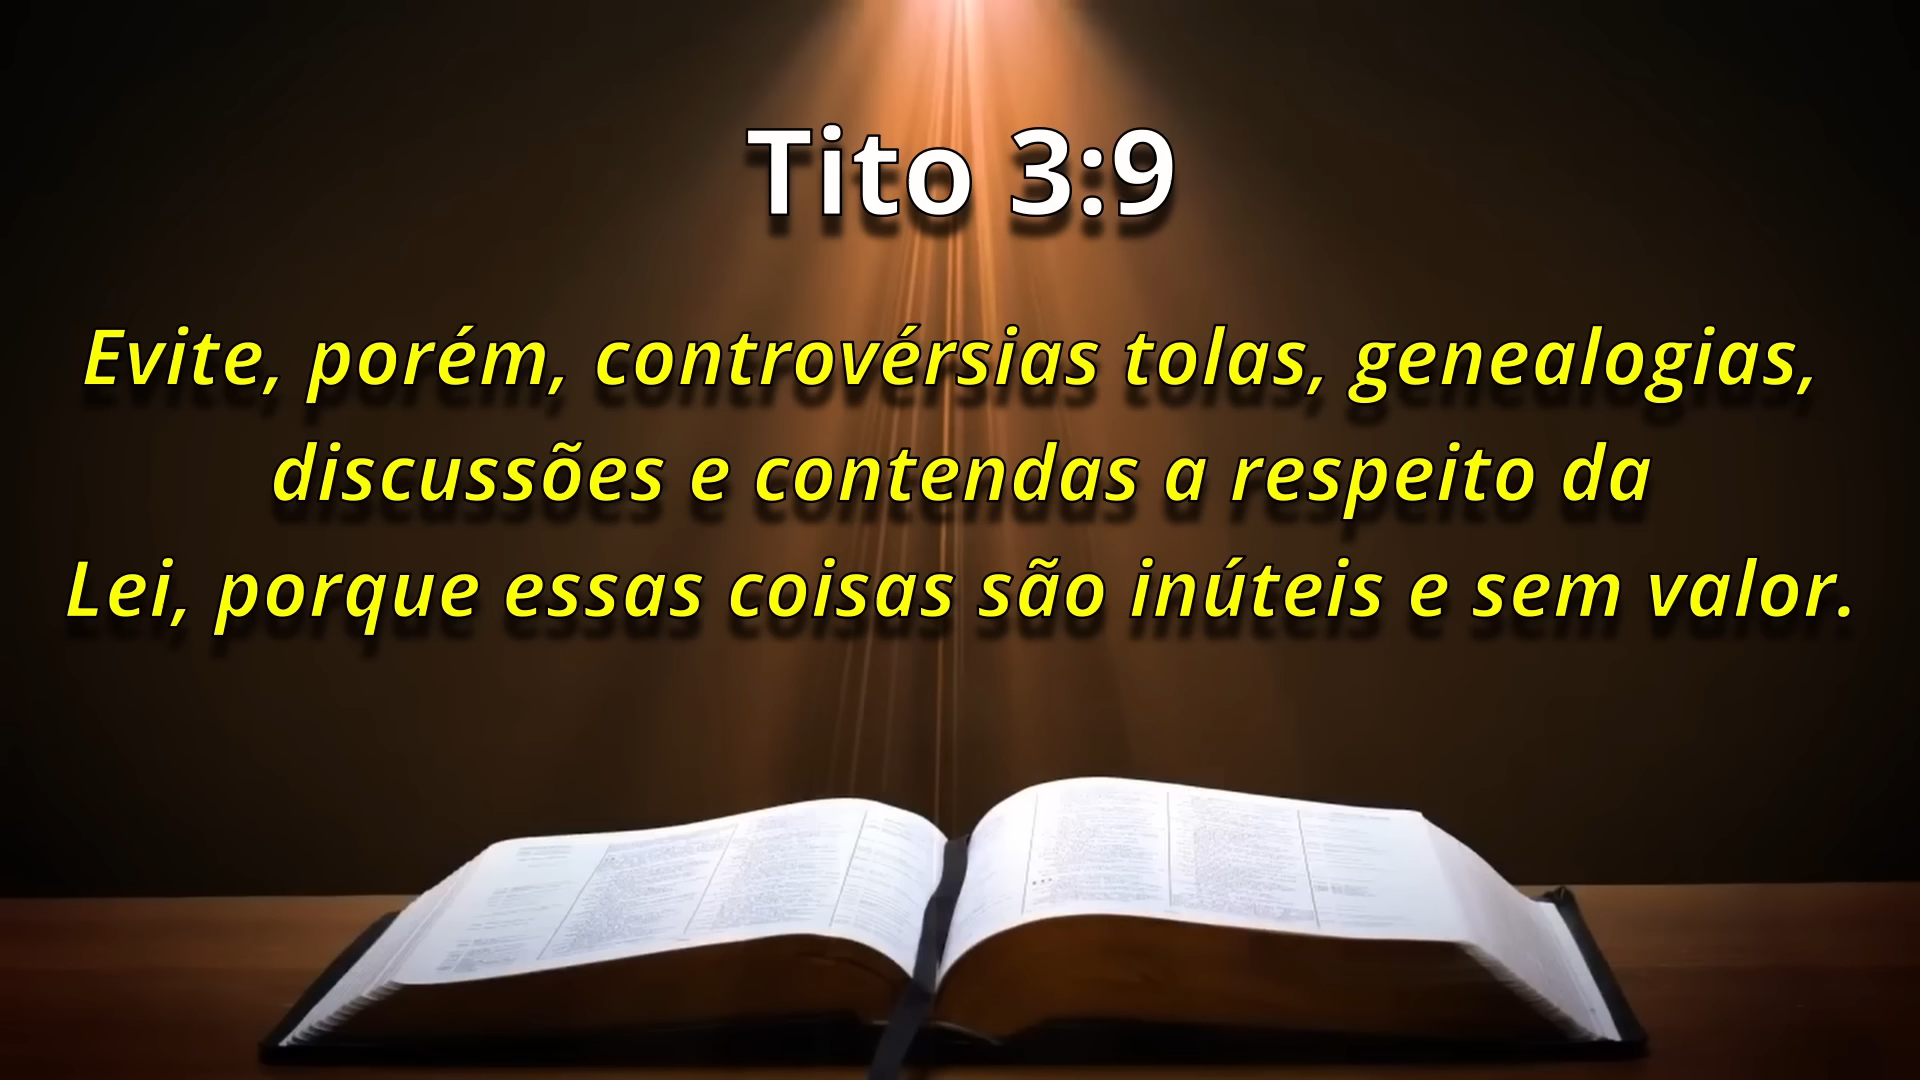 Tito 3:9
Evite, porém, controvérsias tolas, genealogias,
discussões e contendas a respeito da
Lei, porque essas coisas são inúteis e sem valor.